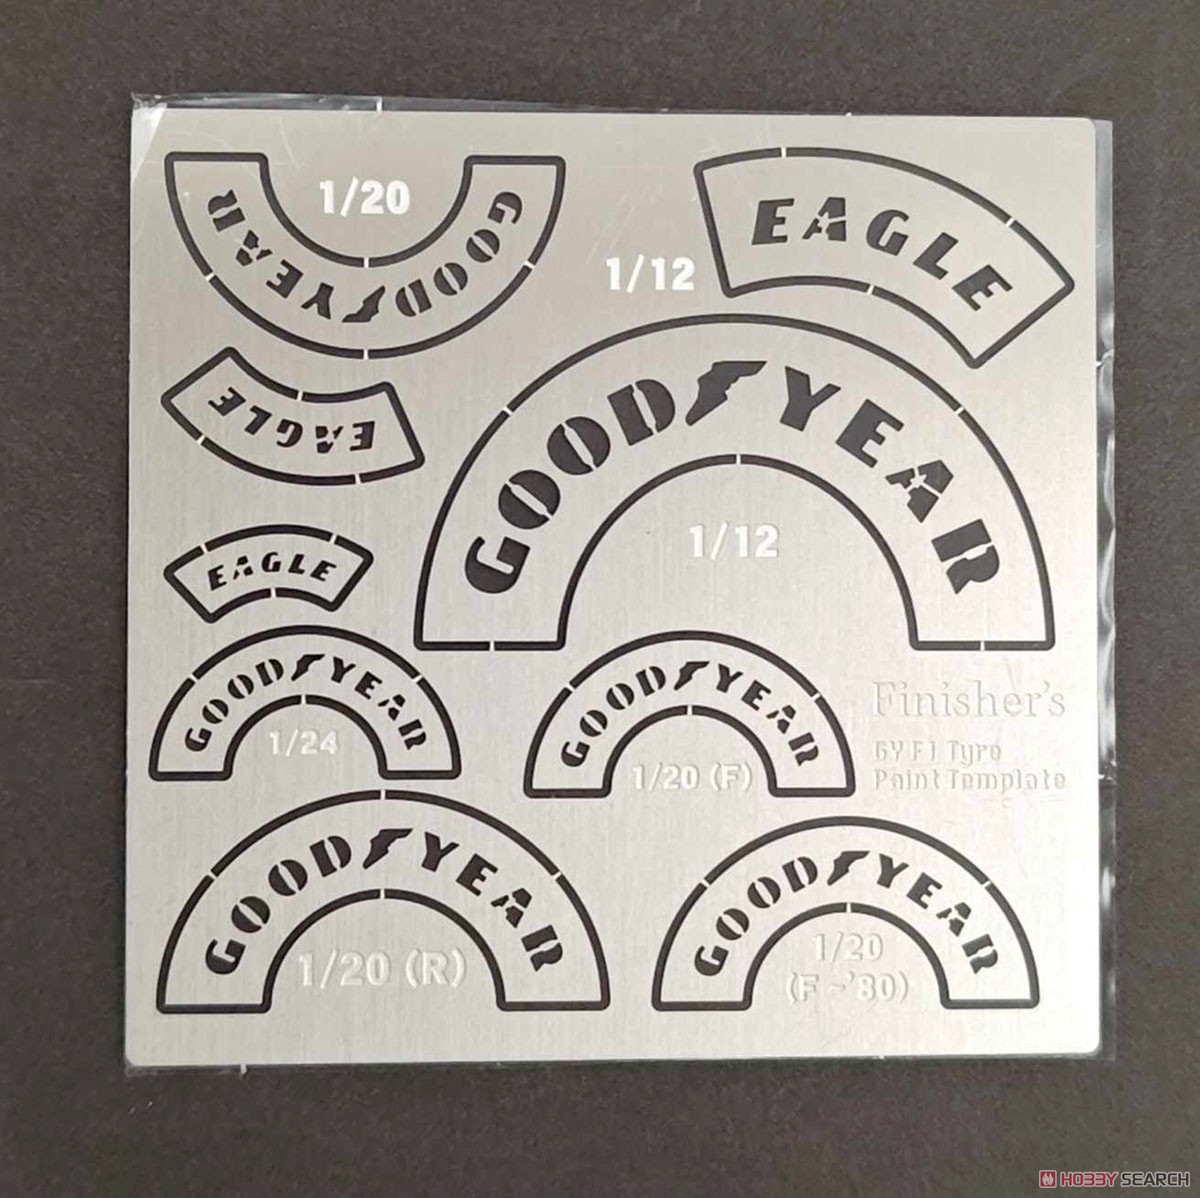 GOODYEAR
1/20
EAGLE
1/12
EAGLE
GOODYEAR
1/12
EAGLE
GOODYEAR
1/24
GOODYEAR
1/20 (F)
Finisher's
GY F1 Tyre
Paint Template
GOODYEAR
1/20 (R)
GOODYEAR
1/20
(F ~'80)
HOBBY SEARCH